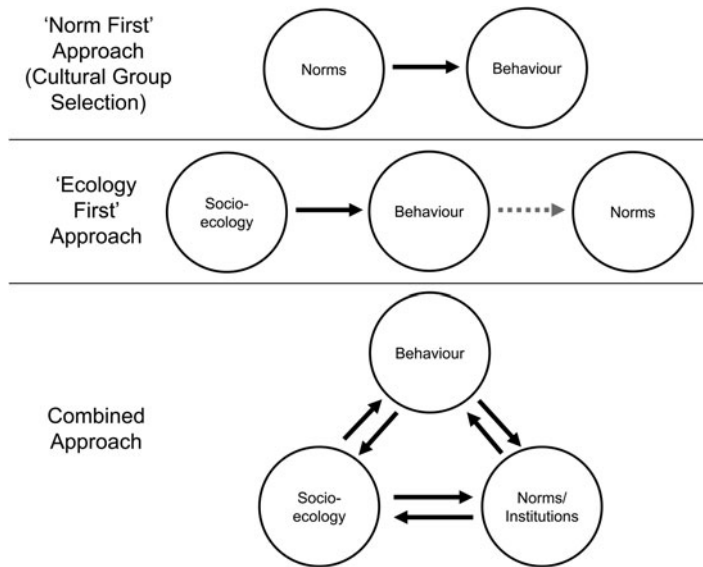 ‘Norm First’
Approach
(Cultural Group
Selection)
Norms
Behaviour
‘Ecology
First’
Approach
Socio-
ecology
Behaviour
Norms
Combined
Approach
Behaviour
Socio-
ecology
Norms/
Institutions